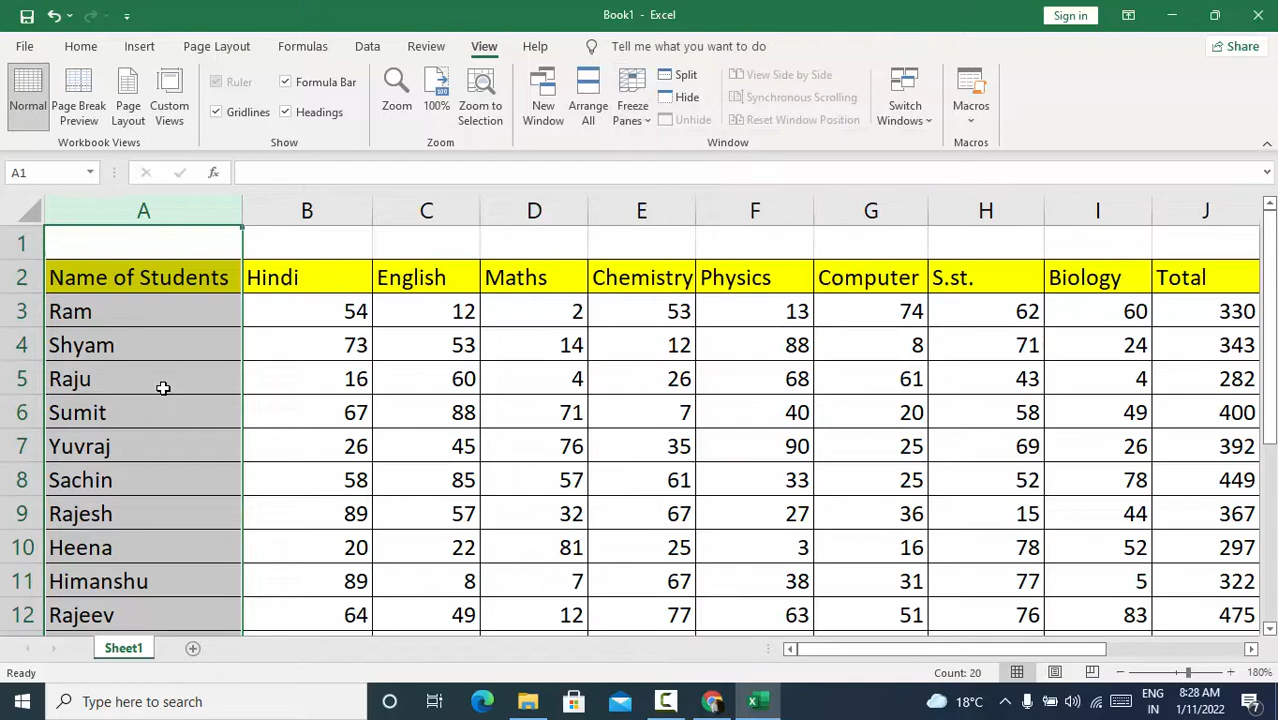 Book1 - Excel
Sign in
File Home Insert Page Layout Formulas Data Review View Help Tell me what you want to do Share
Normal
Page Break Preview
Page Layout
Custom Views
Ruler
Formula Bar
Gridlines
Headings
Zoom
100%
Zoom to Selection
New Window
Arrange All
Freeze Panes
Split
Hide
Unhide
View Side by Side
Synchronous Scrolling
Reset Window Position
Switch Windows
Macros
Workbook Views Show Zoom Window Macros
A1 fx
A B C D E F G H I J
1
2 Name of Students Hindi English Maths Chemistry Physics Computer S.st. Biology Total
3 Ram 54 12 2 53 13 74 62 60 330
4 Shyam 73 53 14 12 88 8 71 24 343
5 Raju 16 60 4 26 68 61 43 4 282
6 Sumit 67 88 71 7 40 20 58 49 400
7 Yuvraj 26 45 76 35 90 25 69 26 392
8 Sachin 58 85 57 61 33 25 52 78 449
9 Rajesh 89 57 32 67 27 36 15 44 367
10 Heena 20 22 81 25 3 16 78 52 297
11 Himanshu 89 8 7 67 38 31 77 5 322
12 Rajeev 64 49 12 77 63 51 76 83 475
Sheet1
Ready Count: 20 180%
Type here to search 18°C ENG 8:28 AM
IN 1/11/2022 7